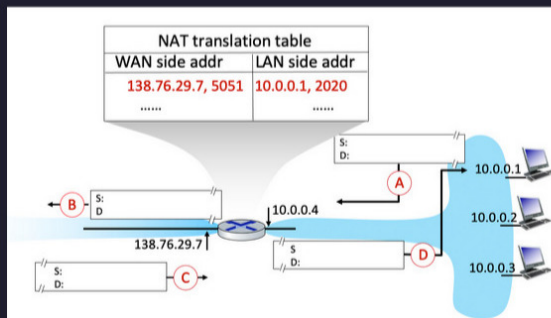 NAT translation table
WAN side addr LAN side addr
138.76.29.7, 5051 10.0.0.1, 2020
...... ......
S:
D:
10.0.0.1
A
B
S:
D
10.0.0.4
10.0.0.2
138.76.29.7
S
D:
D
10.0.0.3
S:
D:
C